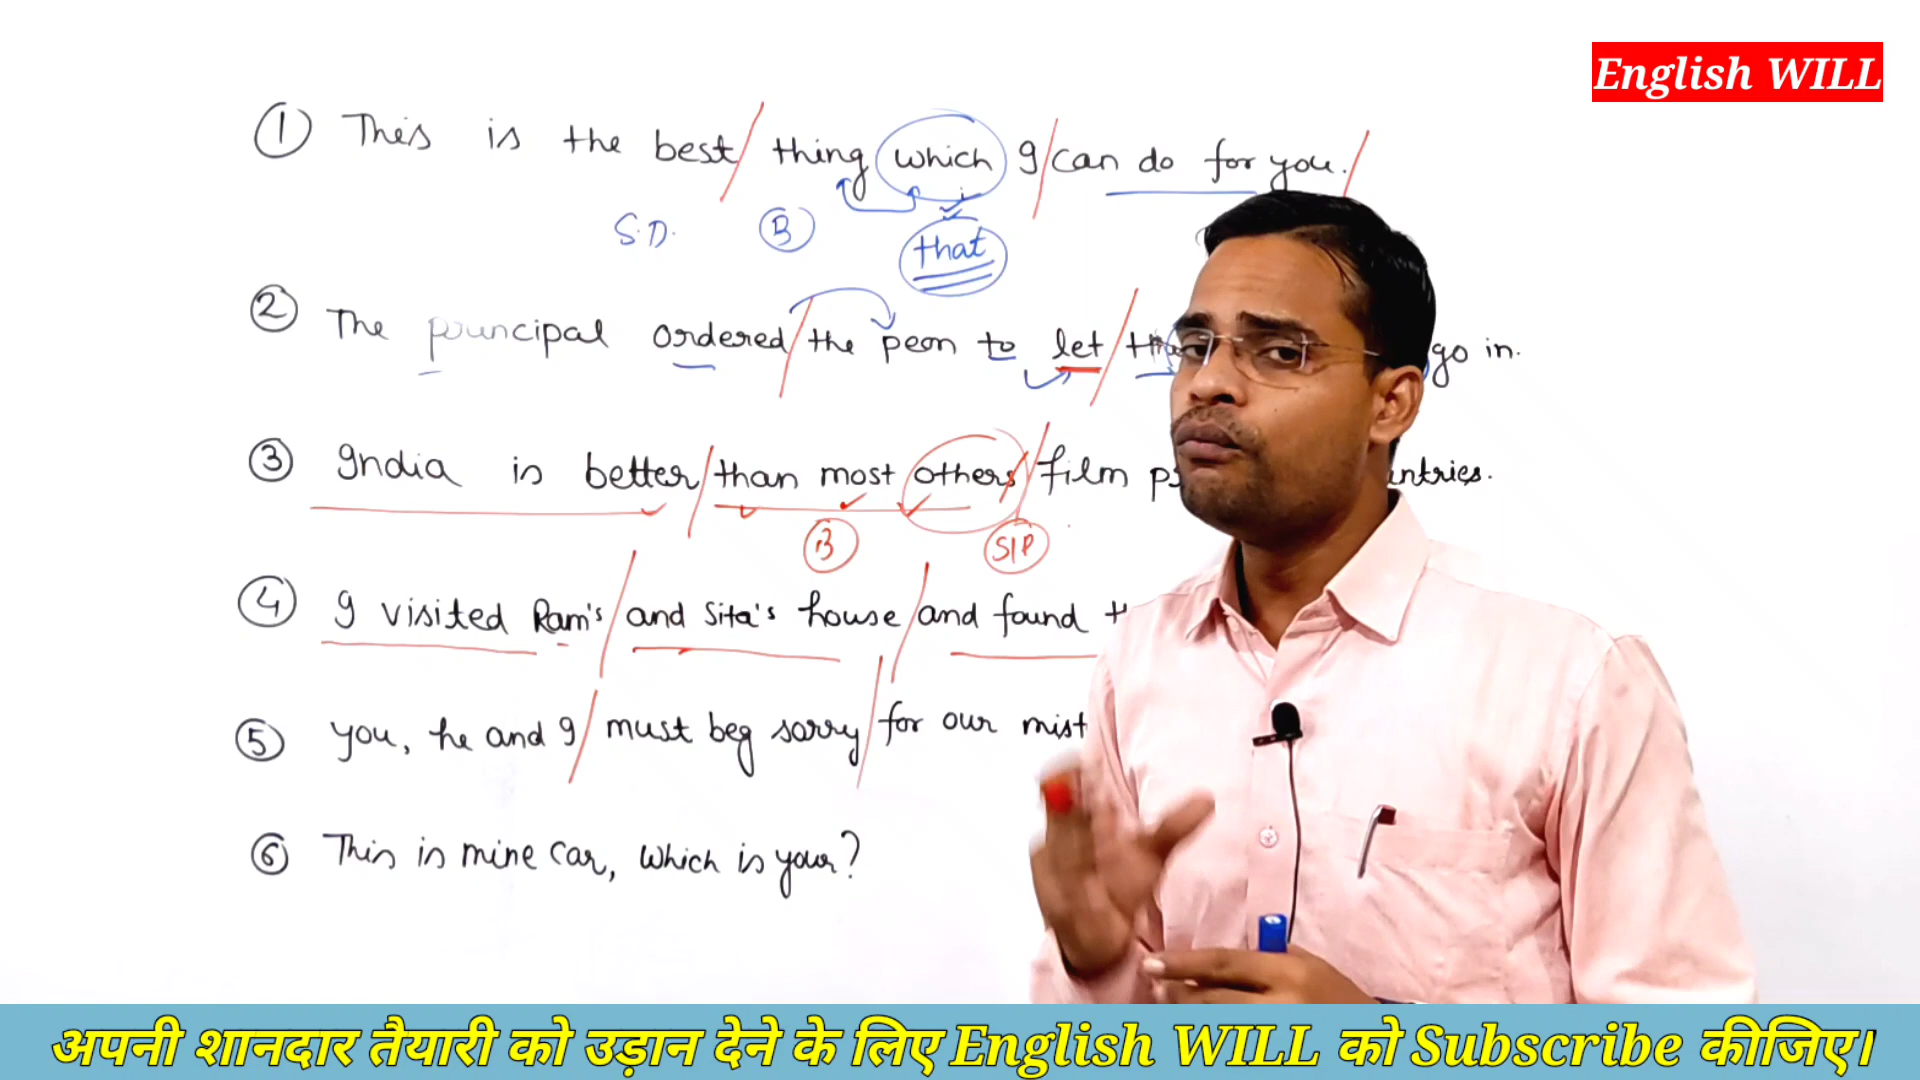 English WILL
① This is the best / thing which I / can do for you. /
S.D. B that
② The principal ordered / the peon to let / go in.
③ India is better / than most others / film
B S/P
④ I visited Ram's / and Sita's house / and found
⑤ you, he and I / must beg sorry / for our
⑥ This is mine car, which is your?
अपनी शानदार तैयारी को उड़ान देने के लिए English WILL को Subscribe कीजिए।